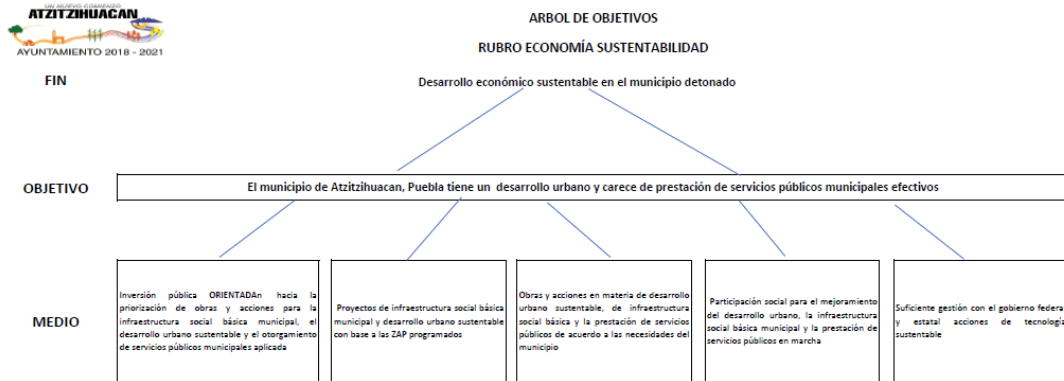 UN NUEVO COMIENZO
ATZITZIHUACAN
AYUNTAMIENTO 2018 - 2021
ARBOL DE OBJETIVOS
RUBRO ECONOMÍA SUSTENTABILIDAD
FIN
Desarrollo económico sustentable en el municipio detonado
OBJETIVO
El municipio de Atzitzihuacan, Puebla tiene un desarrollo urbano y carece de prestación de servicios públicos municipales efectivos
MEDIO
Inversión pública ORIENTADAn hacia la
priorización de obras y acciones para la
infraestructura social básica municipal, el
desarrollo urbano sustentable y el otorgamiento
de servicios públicos municipales aplicada
Proyectos de infraestructura social básica
municipal y desarrollo urbano sustentable
con base a las ZAP programados
Obras y acciones en materia de desarrollo
urbano sustentable, de infraestructura
social básica y la prestación de servicios
públicos de acuerdo a las necesidades del
municipio
Participación social para el mejoramiento
del desarrollo urbano, la infraestructura
social básica municipal y la prestación de
servicios públicos en marcha
Suficiente gestión con el gobierno federa
y estatal acciones de tecnología
sustentable